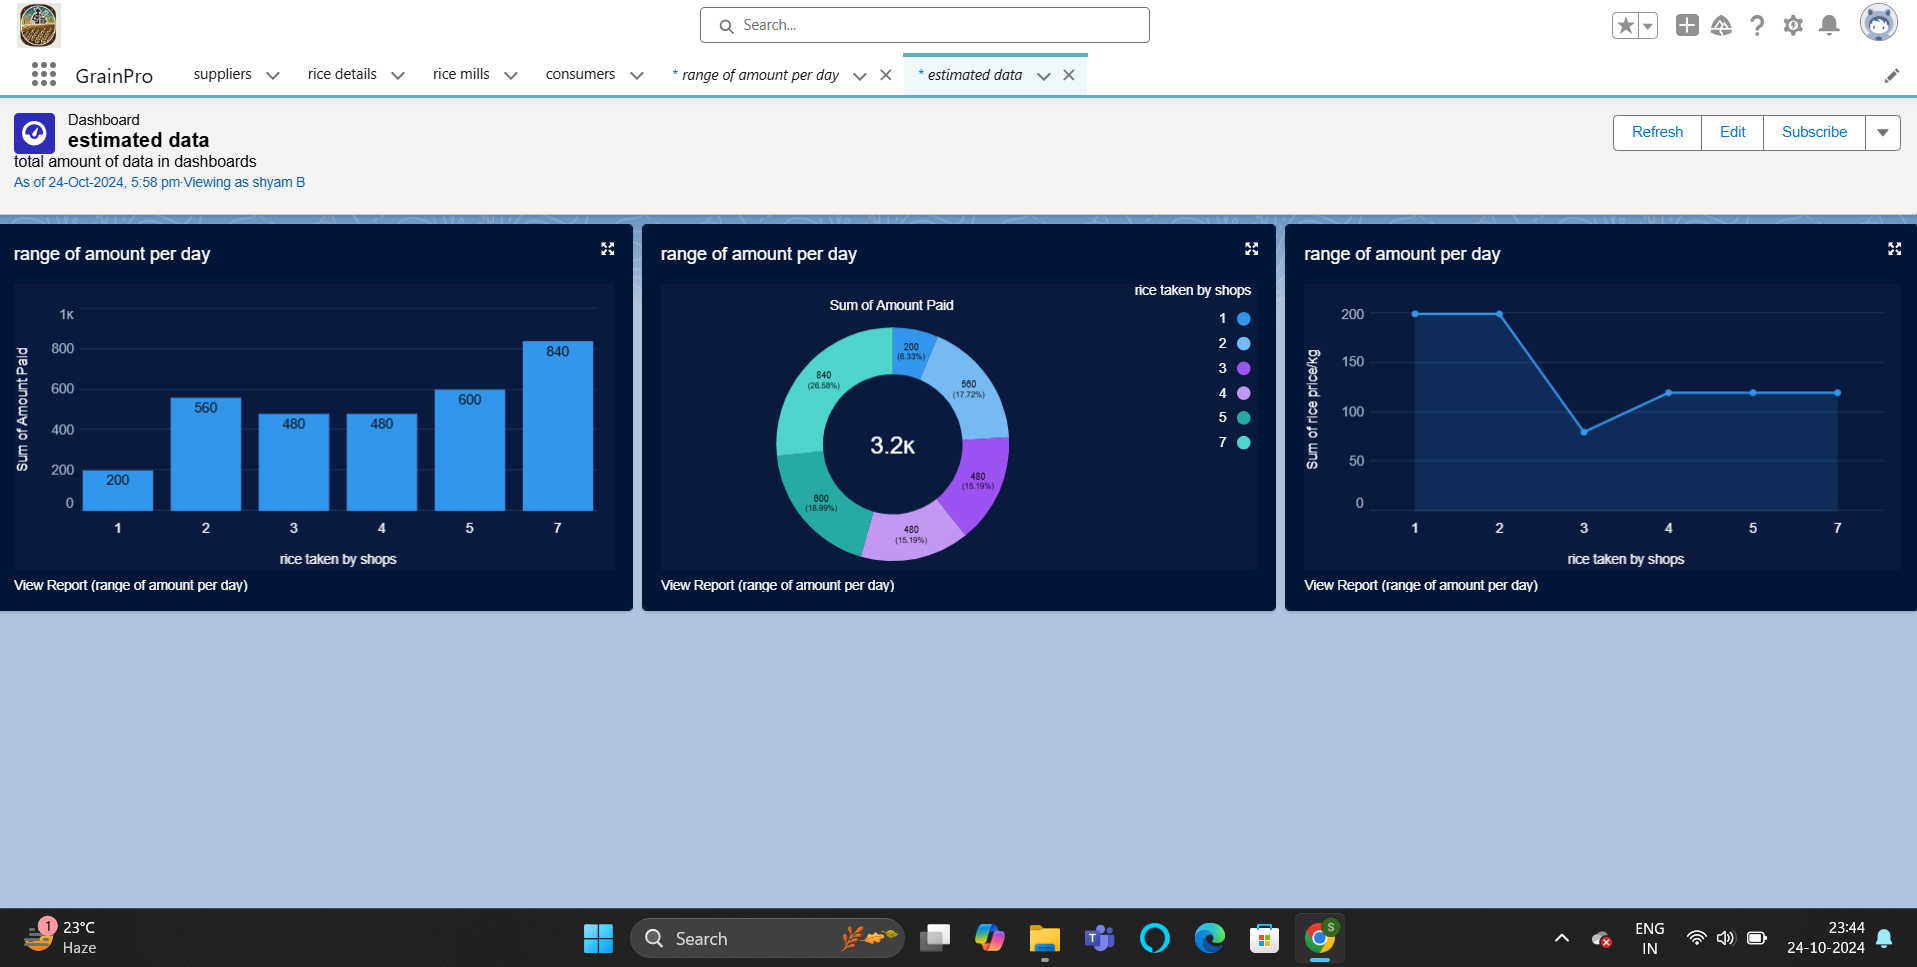 Search...
GrainPro
suppliers
rice details
rice mills
consumers
* range of amount per day
* estimated data
Dashboard
estimated data
total amount of data in dashboards
As of 24-Oct-2024, 5:58 pm·Viewing as shyam B
Refresh
Edit
Subscribe
range of amount per day
Sum of Amount Paid
1K
800
600
400
200
0
200
560
480
480
600
840
1
2
3
4
5
7
rice taken by shops
View Report (range of amount per day)
range of amount per day
Sum of Amount Paid
rice taken by shops
1
2
3
4
5
7
200
(6.33%)
560
(17.72%)
480
(15.19%)
480
(15.19%)
600
(18.99%)
840
(26.58%)
3.2K
View Report (range of amount per day)
range of amount per day
Sum of rice price/kg
200
150
100
50
0
1
2
3
4
5
7
rice taken by shops
View Report (range of amount per day)
1
23°C
Haze
Search
T
S
ENG
IN
23:44
24-10-2024